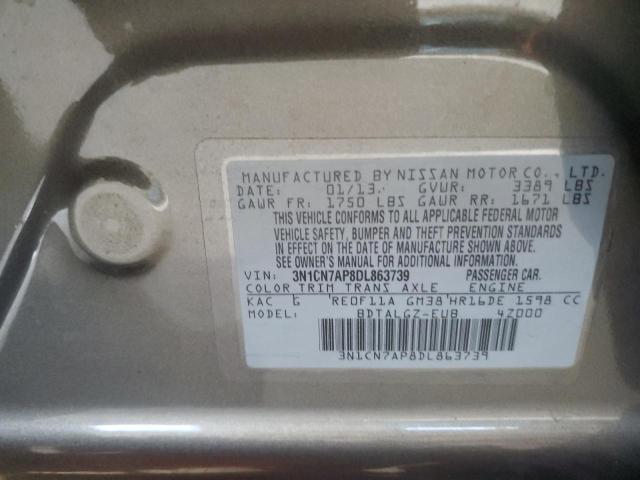 MANUFACTURED BY NISSAN MOTOR CO., LTD.
DATE: 01/13. GVWR: 3389 LBS
GAWR FR: 1750 LBS GAWR RR: 1671 LBS
THIS VEHICLE CONFORMS TO ALL APPLICABLE FEDERAL MOTOR
VEHICLE SAFETY, BUMPER, AND THEFT PREVENTION STANDARDS
IN EFFECT ON THE DATE OF MANUFACTURE SHOWN ABOVE.
SEE OWNER'S MANUAL FOR ADDITIONAL INFORMATION.
VIN: 3N1CN7AP8DL863739 PASSENGER CAR.
COLOR TRIM TRANS AXLE ENGINE
KAC G RE0F11A GM38 HR16DE 1598 CC
MODEL: BDTALGZ-EUB 4Z000
3N1CN7AP8DL863739